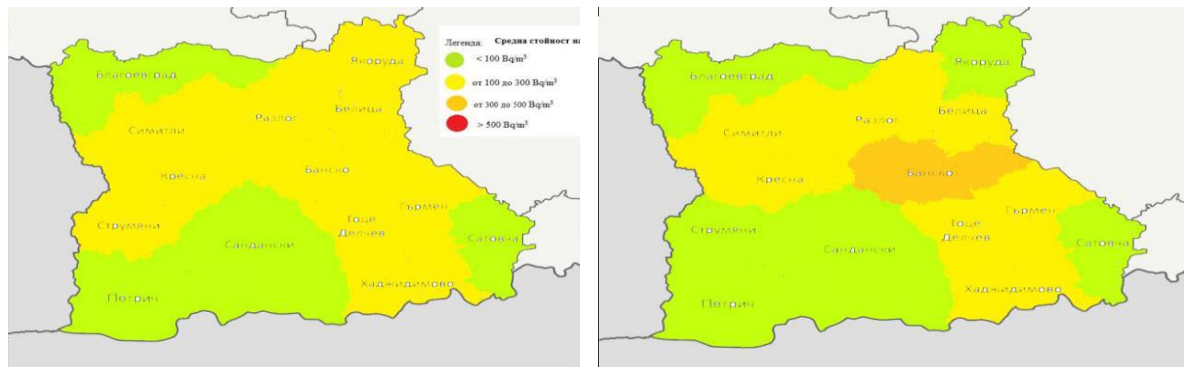 Легенда: Средна стойност на
< 100 Bq/m³
от 100 до 300 Bq/m³
от 300 до 500 Bq/m³
> 500 Bq/m³
Якоруда
Благоевград
Белица
Разлог
Симитли
Банско
Кресна
Гърмен
Струмяни
Гоце
Делчев
Сандански
Сатовча
Хаджидимово
Петрич
Якоруда
Благоевград
Белица
Разлог
Симитли
Банско
Кресна
Гърмен
Струмяни
Гоце
Делчев
Сандански
Сатовча
Хаджидимово
Петрич